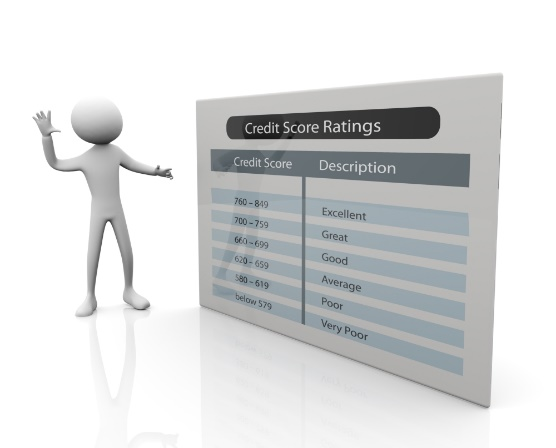 Credit Score Ratings
Credit Score Description
760 – 849 Excellent
700 – 759 Great
660 – 699 Good
620 – 659 Average
580 – 619 Poor
below 579 Very Poor